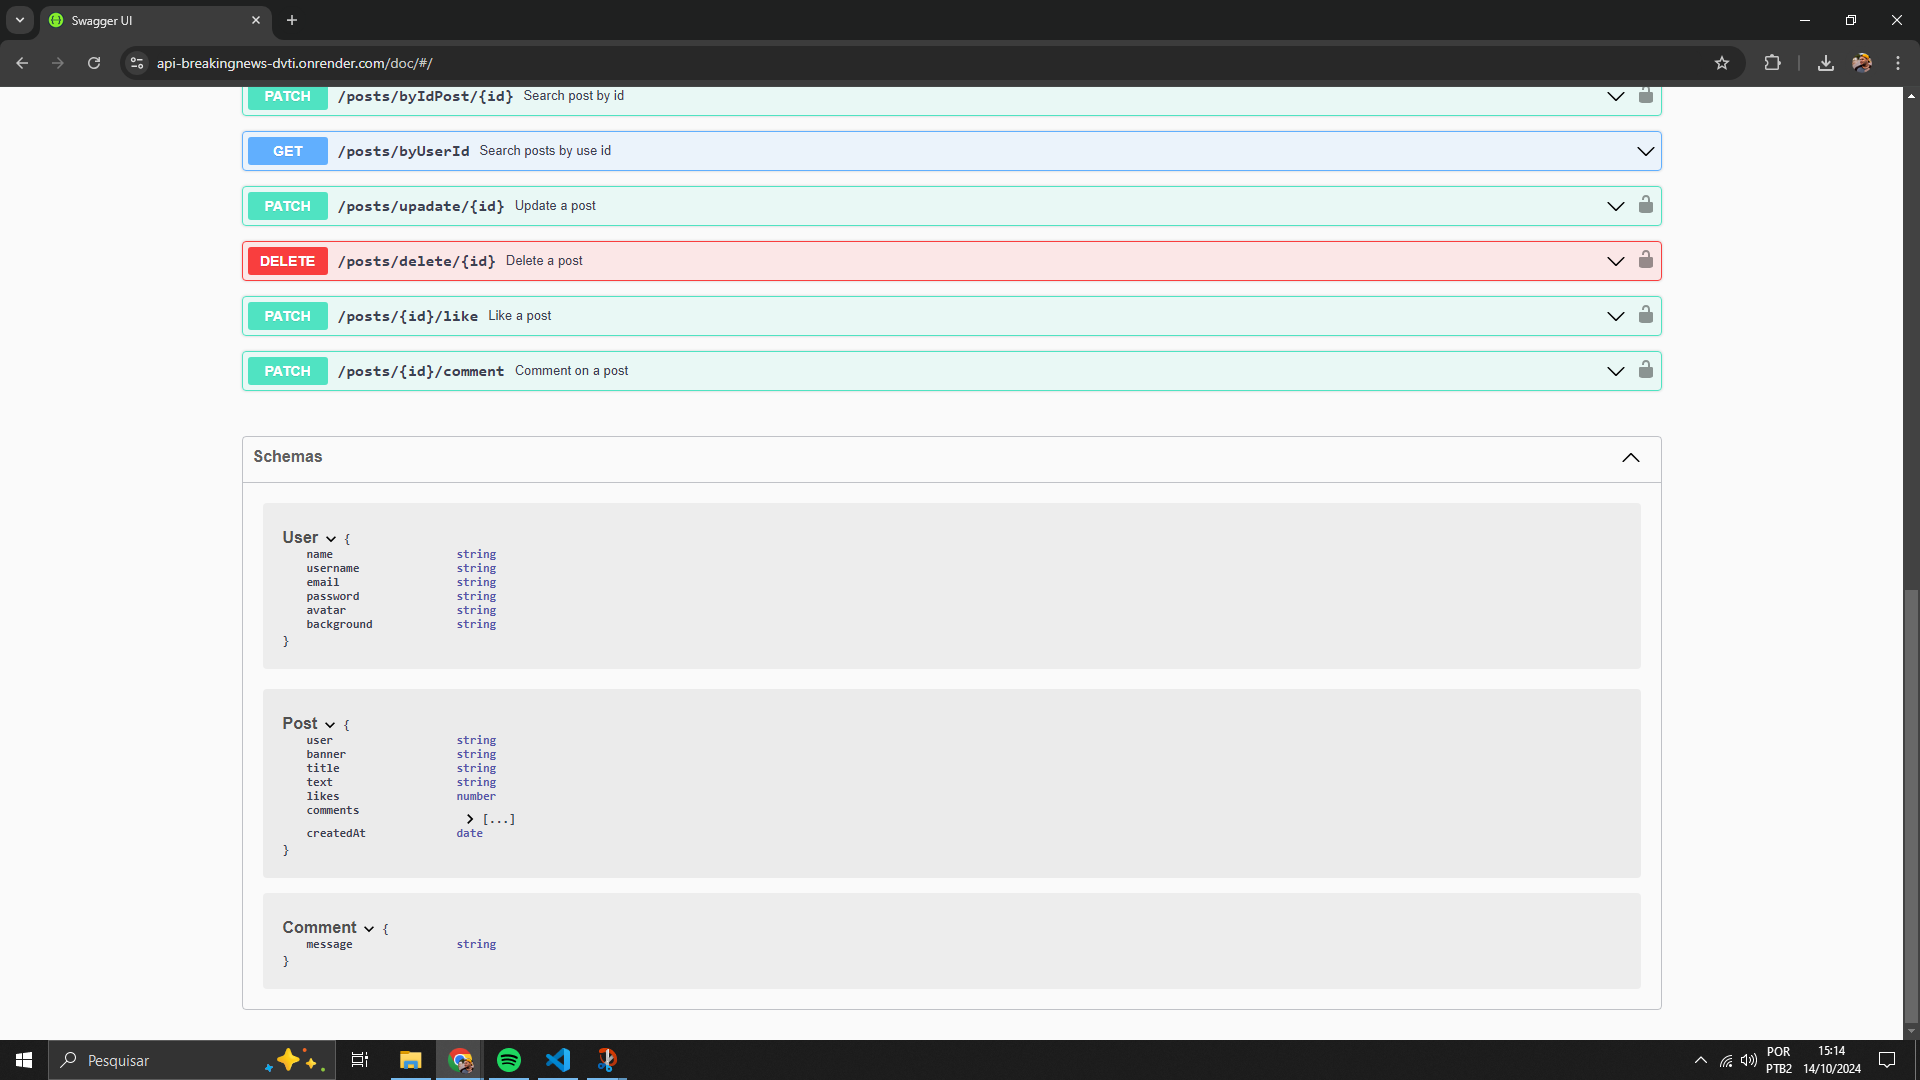 Swagger UI
api-breakingnews-dvti.onrender.com/doc/#/
PATCH /posts/byIdPost/{id} Search post by id
GET /posts/byUserId Search posts by use id
PATCH /posts/upadate/{id} Update a post
DELETE /posts/delete/{id} Delete a post
PATCH /posts/{id}/like Like a post
PATCH /posts/{id}/comment Comment on a post
Schemas
User {
name string
username string
email string
password string
avatar string
background string
}
Post {
user string
banner string
title string
text string
likes number
comments
[...]
createdAt date
}
Comment {
message string
}
Pesquisar
POR
PTB2
15:14
14/10/2024